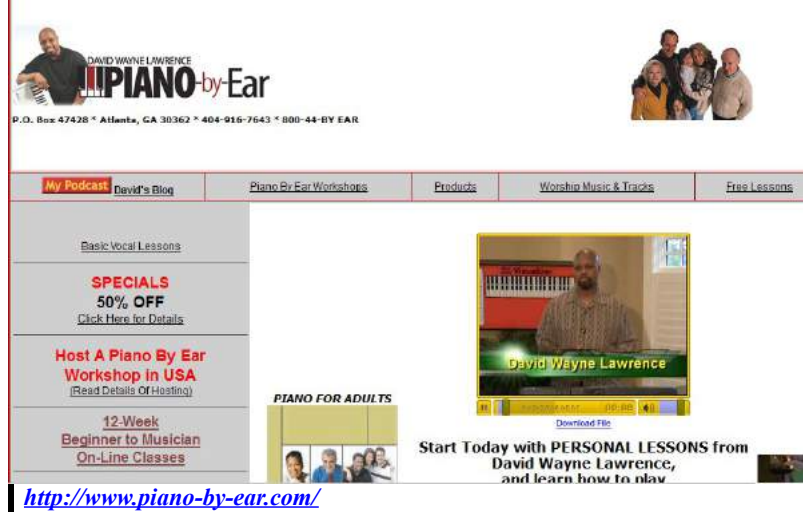 DAVID WAYNE LAWRENCE
PIANO-by-Ear
P.O. Box 47428 * Atlanta, GA 30362 * 404-916-7643 * 800-44-BY EAR
My Podcast David's Blog
Piano By Ear Workshops
Products
Worship Music & Tracks
Free Lessons
Basic Vocal Lessons
SPECIALS
50% OFF
Click Here for Details
Host A Piano By Ear
Workshop in USA
(Read Details Of Hosting)
12-Week
Beginner to Musician
On-Line Classes
PIANO FOR ADULTS
David Wayne Lawrence
Download File
Start Today with PERSONAL LESSONS from
David Wayne Lawrence,
and learn how to play
http://www.piano-by-ear.com/